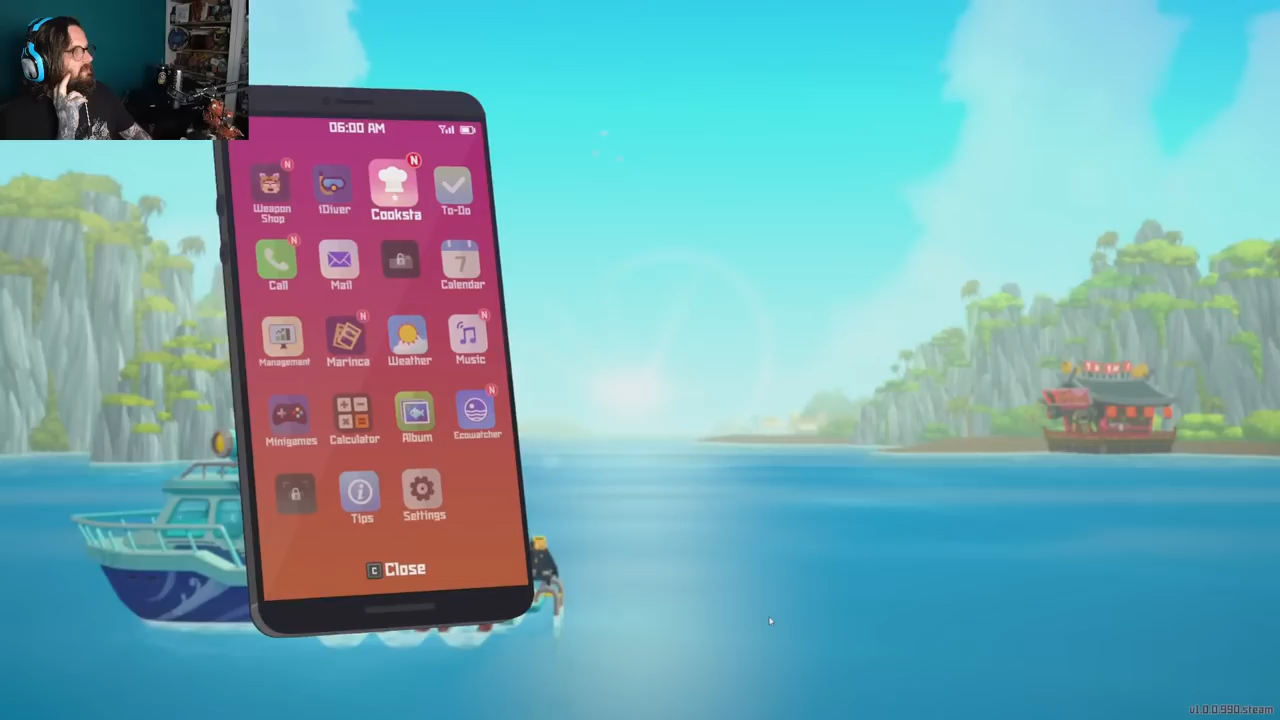 06:00 AM
N
Weapon
Shop
iDiver
N
Cooksta
To-Do
N
Call
Mail
7
Calendar
Management
N
Marinca
Weather
N
Music
Minigames
Calculator
Album
N
Ecowatcher
Tips
Settings
C Close
v1.0.0.990.steam